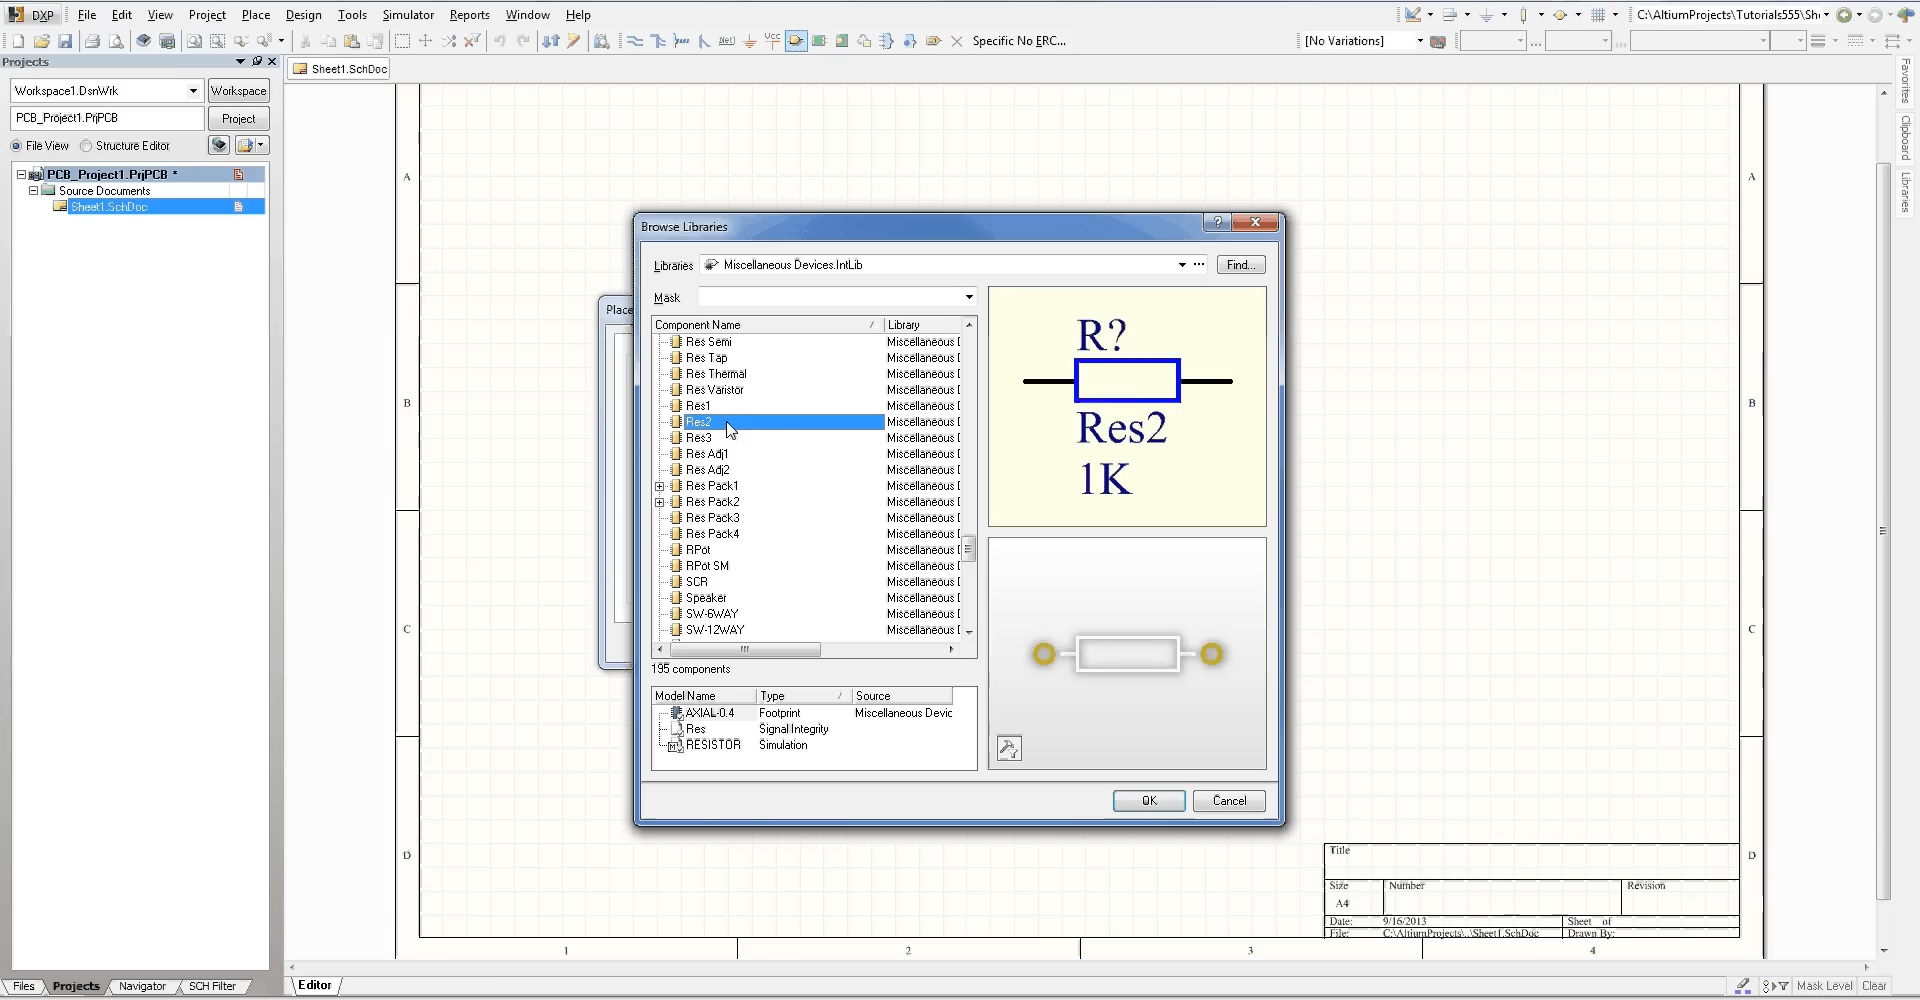 DXP File Edit View Project Place Design Tools Simulator Reports Window Help
C:\AltiumProjects\Tutorials555\Sh
Net Vcc Specific No ERC...
[No Variations]
...
Projects
Sheet1.SchDoc
Workspace1.DsnWrk
Workspace
PCB_Project1.PrjPCB
Project
File View
Structure Editor
PCB_Project1.PrjPCB *
Source Documents
Sheet1.SchDoc
Favorites
Clipboard
Libraries
A
A
B
B
C
C
D
D
1
2
3
4
Place
Browse Libraries
Libraries
Miscellaneous Devices.IntLib
...
Find...
Mask
Component Name / Library
Res Semi Miscellaneous D
Res Tap Miscellaneous D
Res Thermal Miscellaneous D
Res Varistor Miscellaneous D
Res1 Miscellaneous D
Res2 Miscellaneous D
Res3 Miscellaneous D
Res Adj1 Miscellaneous D
Res Adj2 Miscellaneous D
Res Pack1 Miscellaneous D
Res Pack2 Miscellaneous D
Res Pack3 Miscellaneous D
Res Pack4 Miscellaneous D
RPot Miscellaneous D
RPot SM Miscellaneous D
SCR Miscellaneous D
Speaker Miscellaneous D
SW-6WAY Miscellaneous D
SW-12WAY Miscellaneous D
195 components
Model Name Type / Source
AXIAL-0.4 Footprint Miscellaneous Devic
Res Signal Integrity
RESISTOR Simulation
R?
Res2
1K
OK
Cancel
Title
Size Number Revision
A4
Date: 9/16/2013 Sheet of
File: C:\AltiumProjects\..\Sheet1.SchDoc Drawn By:
Files Projects Navigator SCH Filter
Editor
Mask Level Clear